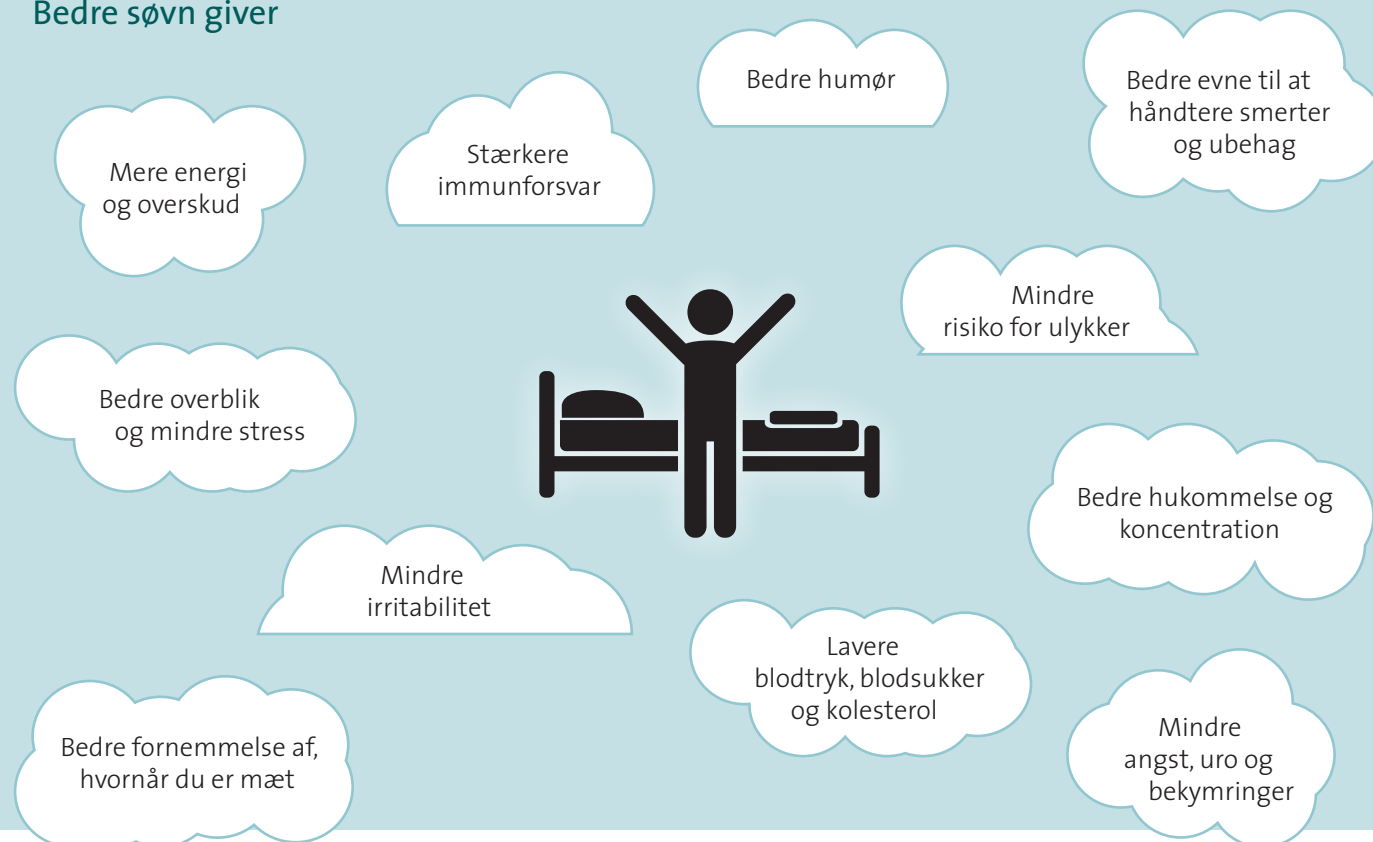 Bedre søvn giver
Bedre humør
Bedre evne til at
håndtere smerter
og ubehag
Mere energi
og overskud
Stærkere
immunforsvar
Mindre
risiko for ulykker
Bedre overblik
og mindre stress
Bedre hukommelse og
koncentration
Mindre
irritabilitet
Lavere
blodtryk, blodsukker
og kolesterol
Bedre fornemmelse af,
hvornår du er mæt
Mindre
angst, uro og
bekymringer